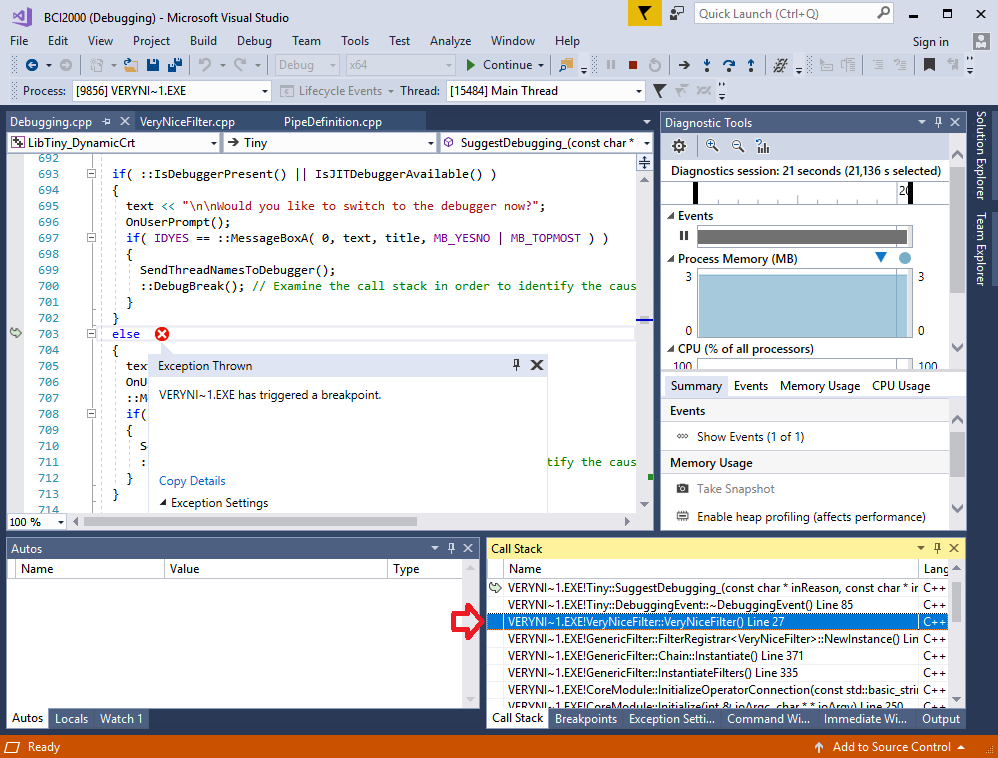 BCI2000 (Debugging) - Microsoft Visual Studio
Quick Launch (Ctrl+Q)
File Edit View Project Build Debug Team Tools Test Analyze Window Help
Sign in
Debug x64 Continue
Process: [9856] VERYNI~1.EXE Lifecycle Events Thread: [15484] Main Thread
Debugging.cpp VeryNiceFilter.cpp PipeDefinition.cpp
LibTiny_DynamicCrt Tiny SuggestDebugging_(const char *
692
693 if( ::IsDebuggerPresent() || IsJITDebuggerAvailable() )
694 {
695 text << "\n\nWould you like to switch to the debugger now?";
696 OnUserPrompt();
697 if( IDYES == ::MessageBoxA( 0, text, title, MB_YESNO | MB_TOPMOST ) )
698 {
699 SendThreadNamesToDebugger();
700 ::DebugBreak(); // Examine the call stack in order to identify the caus
701 }
702 }
703 else
704 {
705 tex
706 OnU
707 ::M
708 if(
709 {
710 S
711 : tify the caus
712 }
713 }
714
Exception Thrown
VERYNI~1.EXE has triggered a breakpoint.
Copy Details
Exception Settings
100 %
Diagnostic Tools
Diagnostics session: 21 seconds (21,136 s selected)
20
Events
Process Memory (MB)
3 3
0 0
CPU (% of all processors)
100 100
Summary Events Memory Usage CPU Usage
Events
Show Events (1 of 1)
Memory Usage
Take Snapshot
Enable heap profiling (affects performance)
Solution Explorer
Team Explorer
Autos
Name Value Type
Autos Locals Watch 1
Call Stack
Name Lang
VERYNI~1.EXE!Tiny::SuggestDebugging_(const char * inReason, const char * ir C++
VERYNI~1.EXE!Tiny::DebuggingEvent::~DebuggingEvent() Line 85 C++
VERYNI~1.EXE!VeryNiceFilter::VeryNiceFilter() Line 27 C++
VERYNI~1.EXE!GenericFilter::FilterRegistrar<VeryNiceFilter>::NewInstance() Lin C++
VERYNI~1.EXE!GenericFilter::Chain::Instantiate() Line 371 C++
VERYNI~1.EXE!GenericFilter::InstantiateFilters() Line 335 C++
VERYNI~1.EXE!CoreModule::InitializeOperatorConnection(const std::basic_strin C++
VERYNI~1.EXE!CoreModule::Initialize(int & ioArgc, char * * ioArgv) Line 250 C++
Call Stack Breakpoints Exception Setti... Command Wi... Immediate Wi... Output
Ready
Add to Source Control